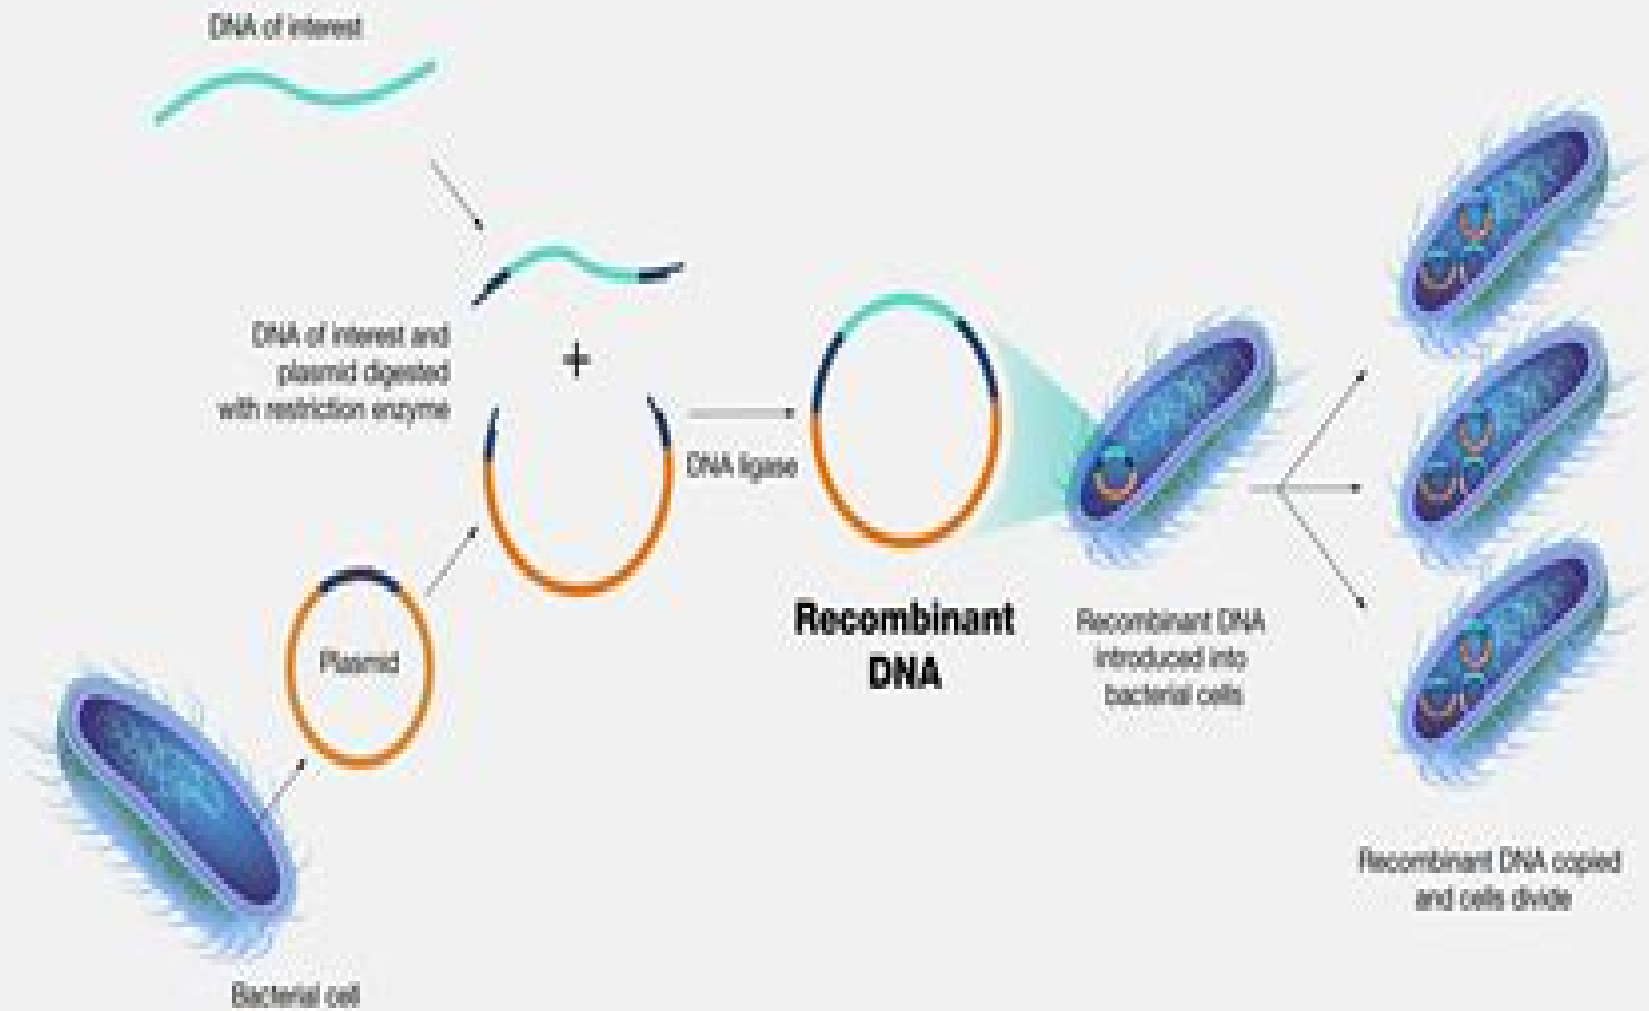 DNA of interest
DNA of interest and
plasmid digested
with restriction enzyme
+
DNA ligase
Plasmid
Bacterial cell
Recombinant
DNA
Recombinant DNA
introduced into
bacterial cells
Recombinant DNA copied
and cells divide